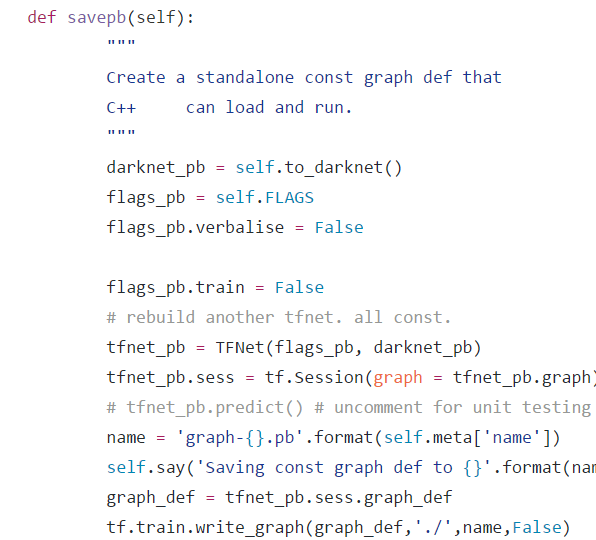 def savepb(self):
"""
Create a standalone const graph def that
C++     can load and run.
"""
darknet_pb = self.to_darknet()
flags_pb = self.FLAGS
flags_pb.verbalise = False
flags_pb.train = False
# rebuild another tfnet. all const.
tfnet_pb = TFNet(flags_pb, darknet_pb)
tfnet_pb.sess = tf.Session(graph = tfnet_pb.graph)
# tfnet_pb.predict() # uncomment for unit testing
name = 'graph-{}.pb'.format(self.meta['name'])
self.say('Saving const graph def to {}'.format(nam
graph_def = tfnet_pb.sess.graph_def
tf.train.write_graph(graph_def,'./',name,False)